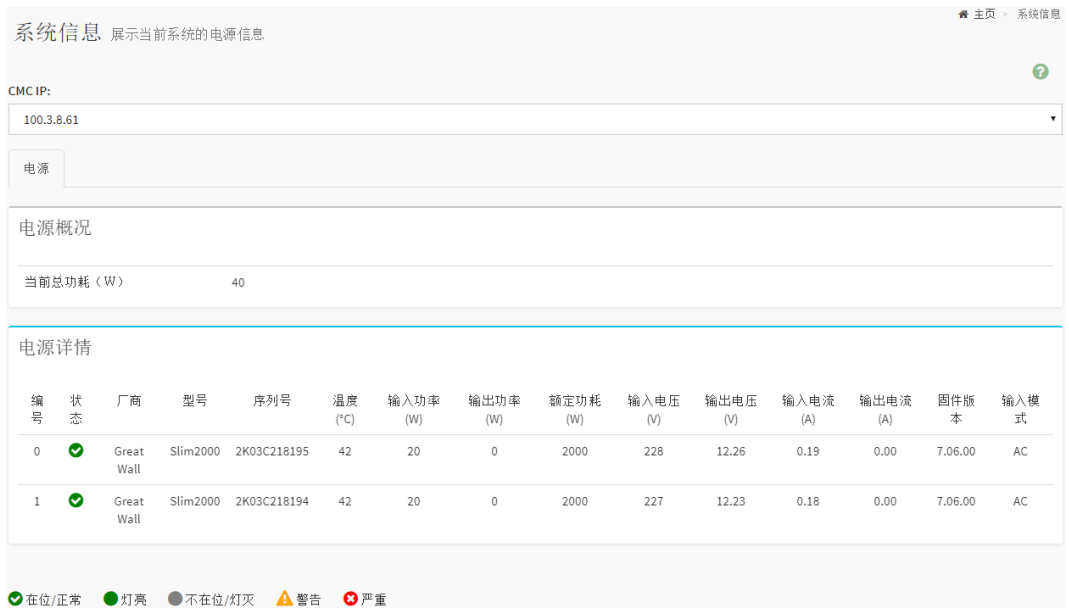 主页 > 系统信息
系统信息 展示当前系统的电源信息
CMC IP:
100.3.8.61
电源
电源概况
当前总功耗（W） 40
电源详情
编号 状态 厂商 型号 序列号 温度(°C) 输入功率(W) 输出功率(W) 额定功耗(W) 输入电压(V) 输出电压(V) 输入电流(A) 输出电流(A) 固件版本 输入模式
0 Great Wall Slim2000 2K03C218195 42 20 0 2000 228 12.26 0.19 0.00 7.06.00 AC
1 Great Wall Slim2000 2K03C218194 42 20 0 2000 227 12.23 0.18 0.00 7.06.00 AC
在位/正常 灯亮 不在位/灯灭 警告 严重